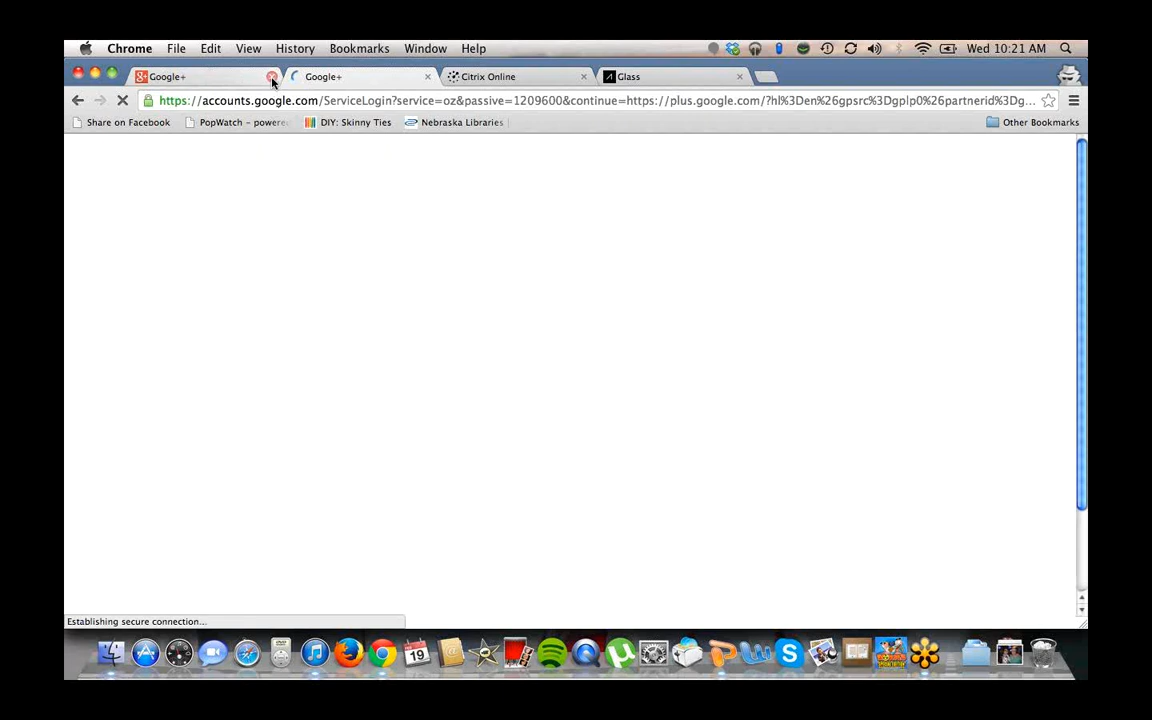 Chrome File Edit View History Bookmarks Window Help Wed 10:21 AM
Google+ Google+ Citrix Online Glass
https://accounts.google.com/ServiceLogin?service=oz&passive=1209600&continue=https://plus.google.com/?hl%3Den%26gpsrc%3Dgplp0%26partnerid%3Dg...
Share on Facebook PopWatch – powere DIY: Skinny Ties Nebraska Libraries Other Bookmarks
Establishing secure connection...
19